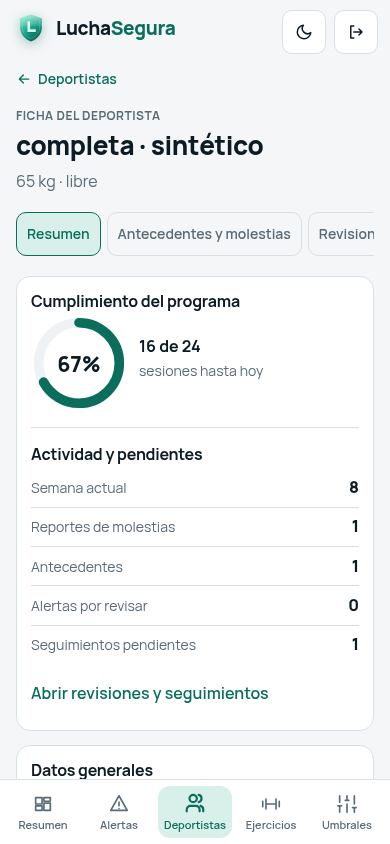 LuchaSegura
Deportistas
FICHA DEL DEPORTISTA
completa · sintético
65 kg · libre
Resumen
Antecedentes y molestias
Revision
Cumplimiento del programa
67%
16 de 24
sesiones hasta hoy
Actividad y pendientes
Semana actual 8
Reportes de molestias 1
Antecedentes 1
Alertas por revisar 0
Seguimientos pendientes 1
Abrir revisiones y seguimientos
Datos generales
Resumen
Alertas
Deportistas
Ejercicios
Umbrales